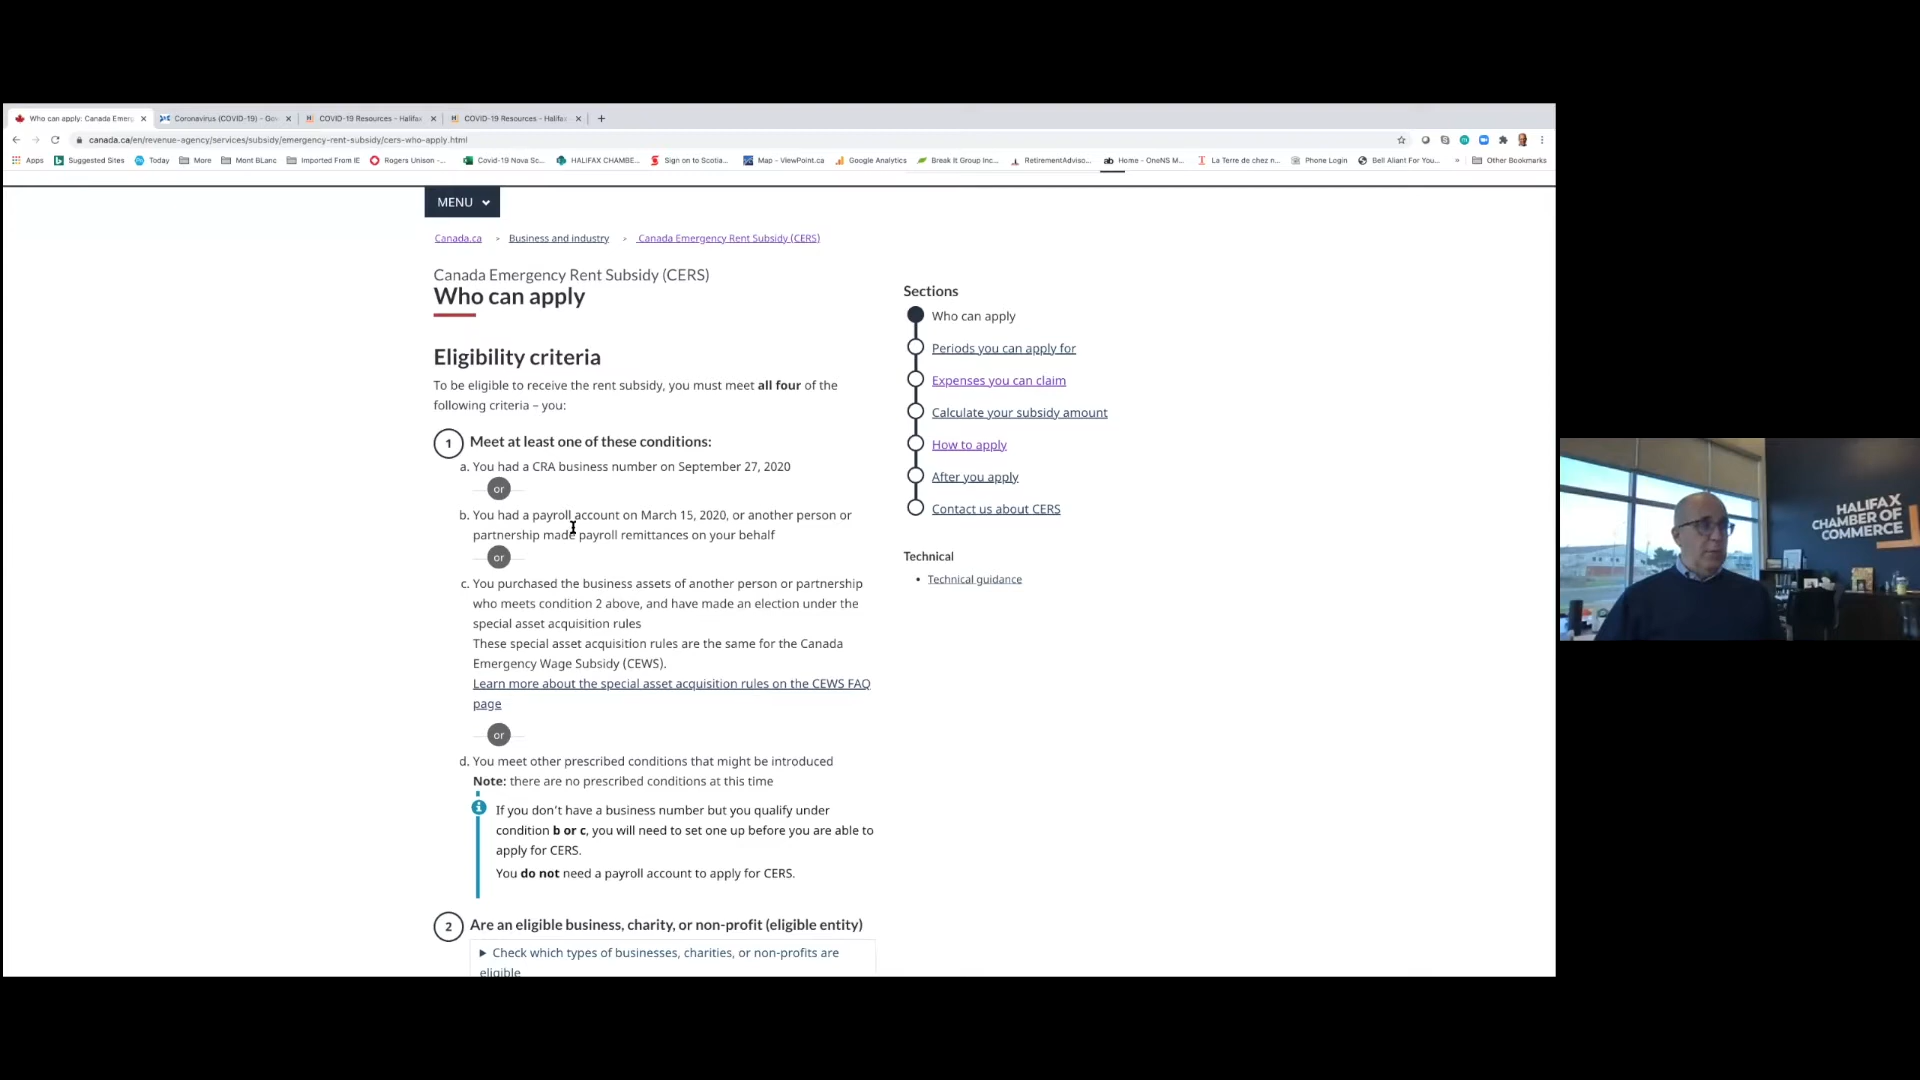 Who can apply: Canada Emerg
Coronavirus (COVID-19) - Gov
COVID-19 Resources - Halifax
COVID-19 Resources - Halifax
canada.ca/en/revenue-agency/services/subsidy/emergency-rent-subsidy/cers-who-apply.html
Apps Suggested Sites Today More Mont BLanc Imported From IE Rogers Unison -... Covid-19 Nova Sc... HALIFAX CHAMBE... Sign on to Scotia... Map - ViewPoint.ca Google Analytics Break It Group Inc... RetirementAdviso... Home - OneNS M... La Terre de chez n... Phone Login Bell Aliant For You... » Other Bookmarks
MENU
Canada.ca > Business and industry > Canada Emergency Rent Subsidy (CERS)
Canada Emergency Rent Subsidy (CERS)
Who can apply
Eligibility criteria
To be eligible to receive the rent subsidy, you must meet all four of the
following criteria – you:
1 Meet at least one of these conditions:
a. You had a CRA business number on September 27, 2020
or
b. You had a payroll account on March 15, 2020, or another person or
partnership made payroll remittances on your behalf
or
c. You purchased the business assets of another person or partnership
who meets condition 2 above, and have made an election under the
special asset acquisition rules
These special asset acquisition rules are the same for the Canada
Emergency Wage Subsidy (CEWS).
Learn more about the special asset acquisition rules on the CEWS FAQ
page
or
d. You meet other prescribed conditions that might be introduced
Note: there are no prescribed conditions at this time
If you don't have a business number but you qualify under
condition b or c, you will need to set one up before you are able to
apply for CERS.
You do not need a payroll account to apply for CERS.
2 Are an eligible business, charity, or non-profit (eligible entity)
Check which types of businesses, charities, or non-profits are
eligible
Sections
Who can apply
Periods you can apply for
Expenses you can claim
Calculate your subsidy amount
How to apply
After you apply
Contact us about CERS
Technical
• Technical guidance
HALIFAX
CHAMBER OF
COMMERCE